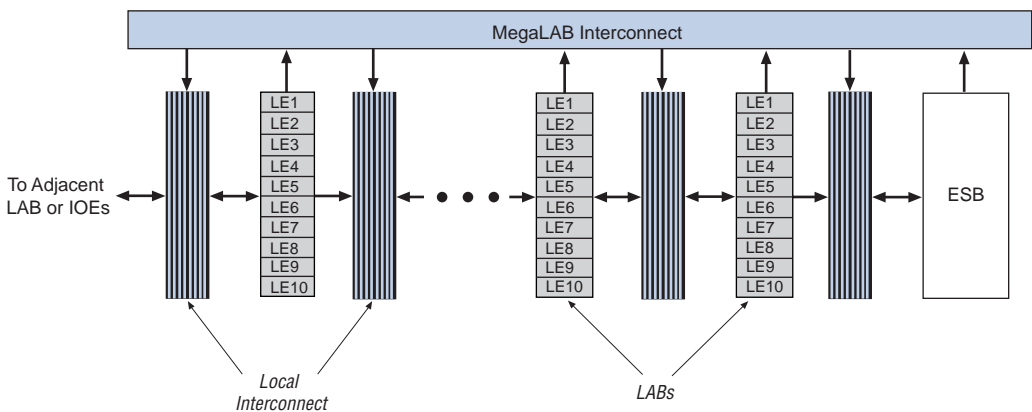 MegaLAB Interconnect
LE1
LE2
LE3
LE4
LE5
LE6
LE7
LE8
LE9
LE10
LE1
LE2
LE3
LE4
LE5
LE6
LE7
LE8
LE9
LE10
LE1
LE2
LE3
LE4
LE5
LE6
LE7
LE8
LE9
LE10
To Adjacent
LAB or IOEs
ESB
Local
Interconnect
LABs